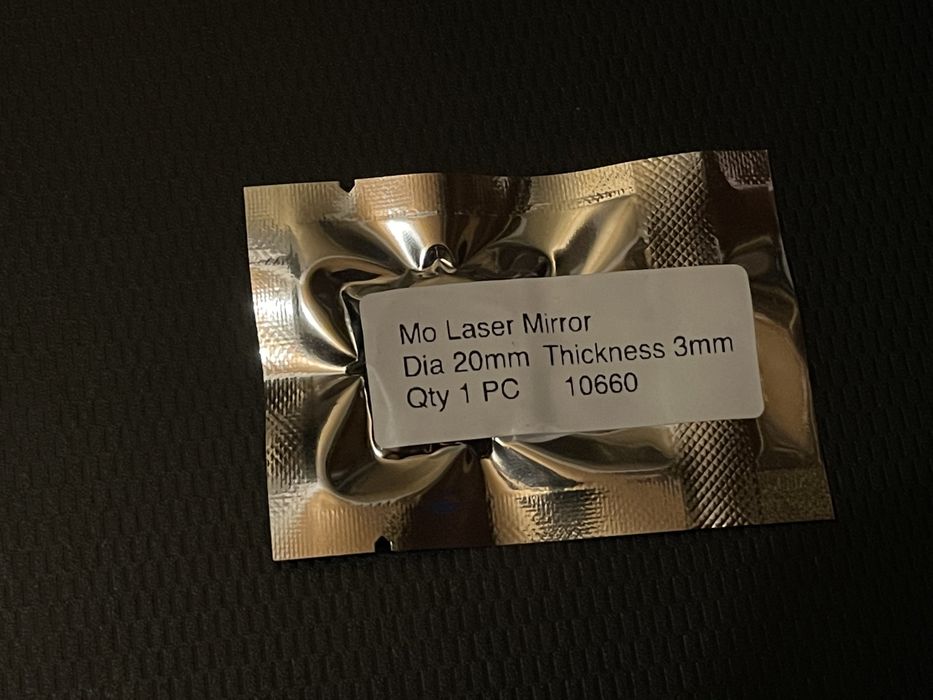 Mo Laser Mirror
Dia 20mm Thickness 3mm
Qty 1 PC 10660